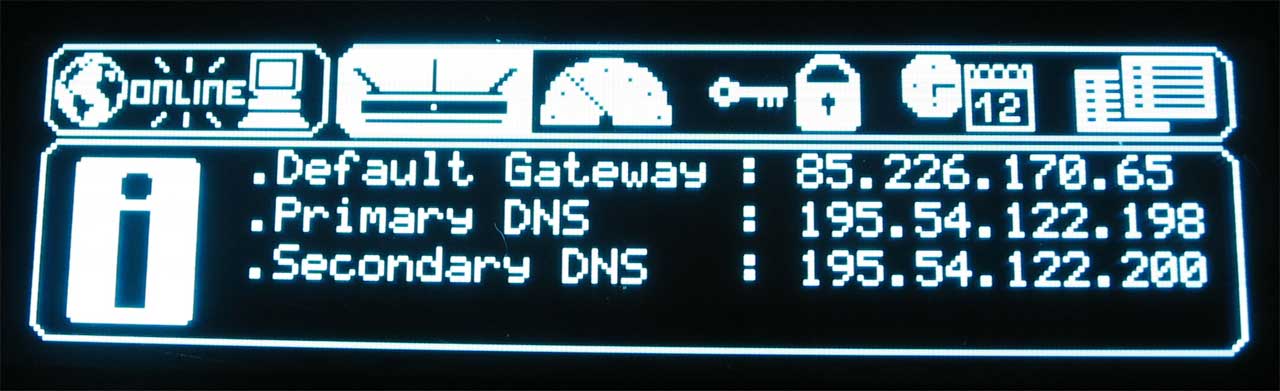 ONLINE
12
.Default Gateway : 85.226.170.65
.Primary DNS : 195.54.122.198
.Secondary DNS : 195.54.122.200